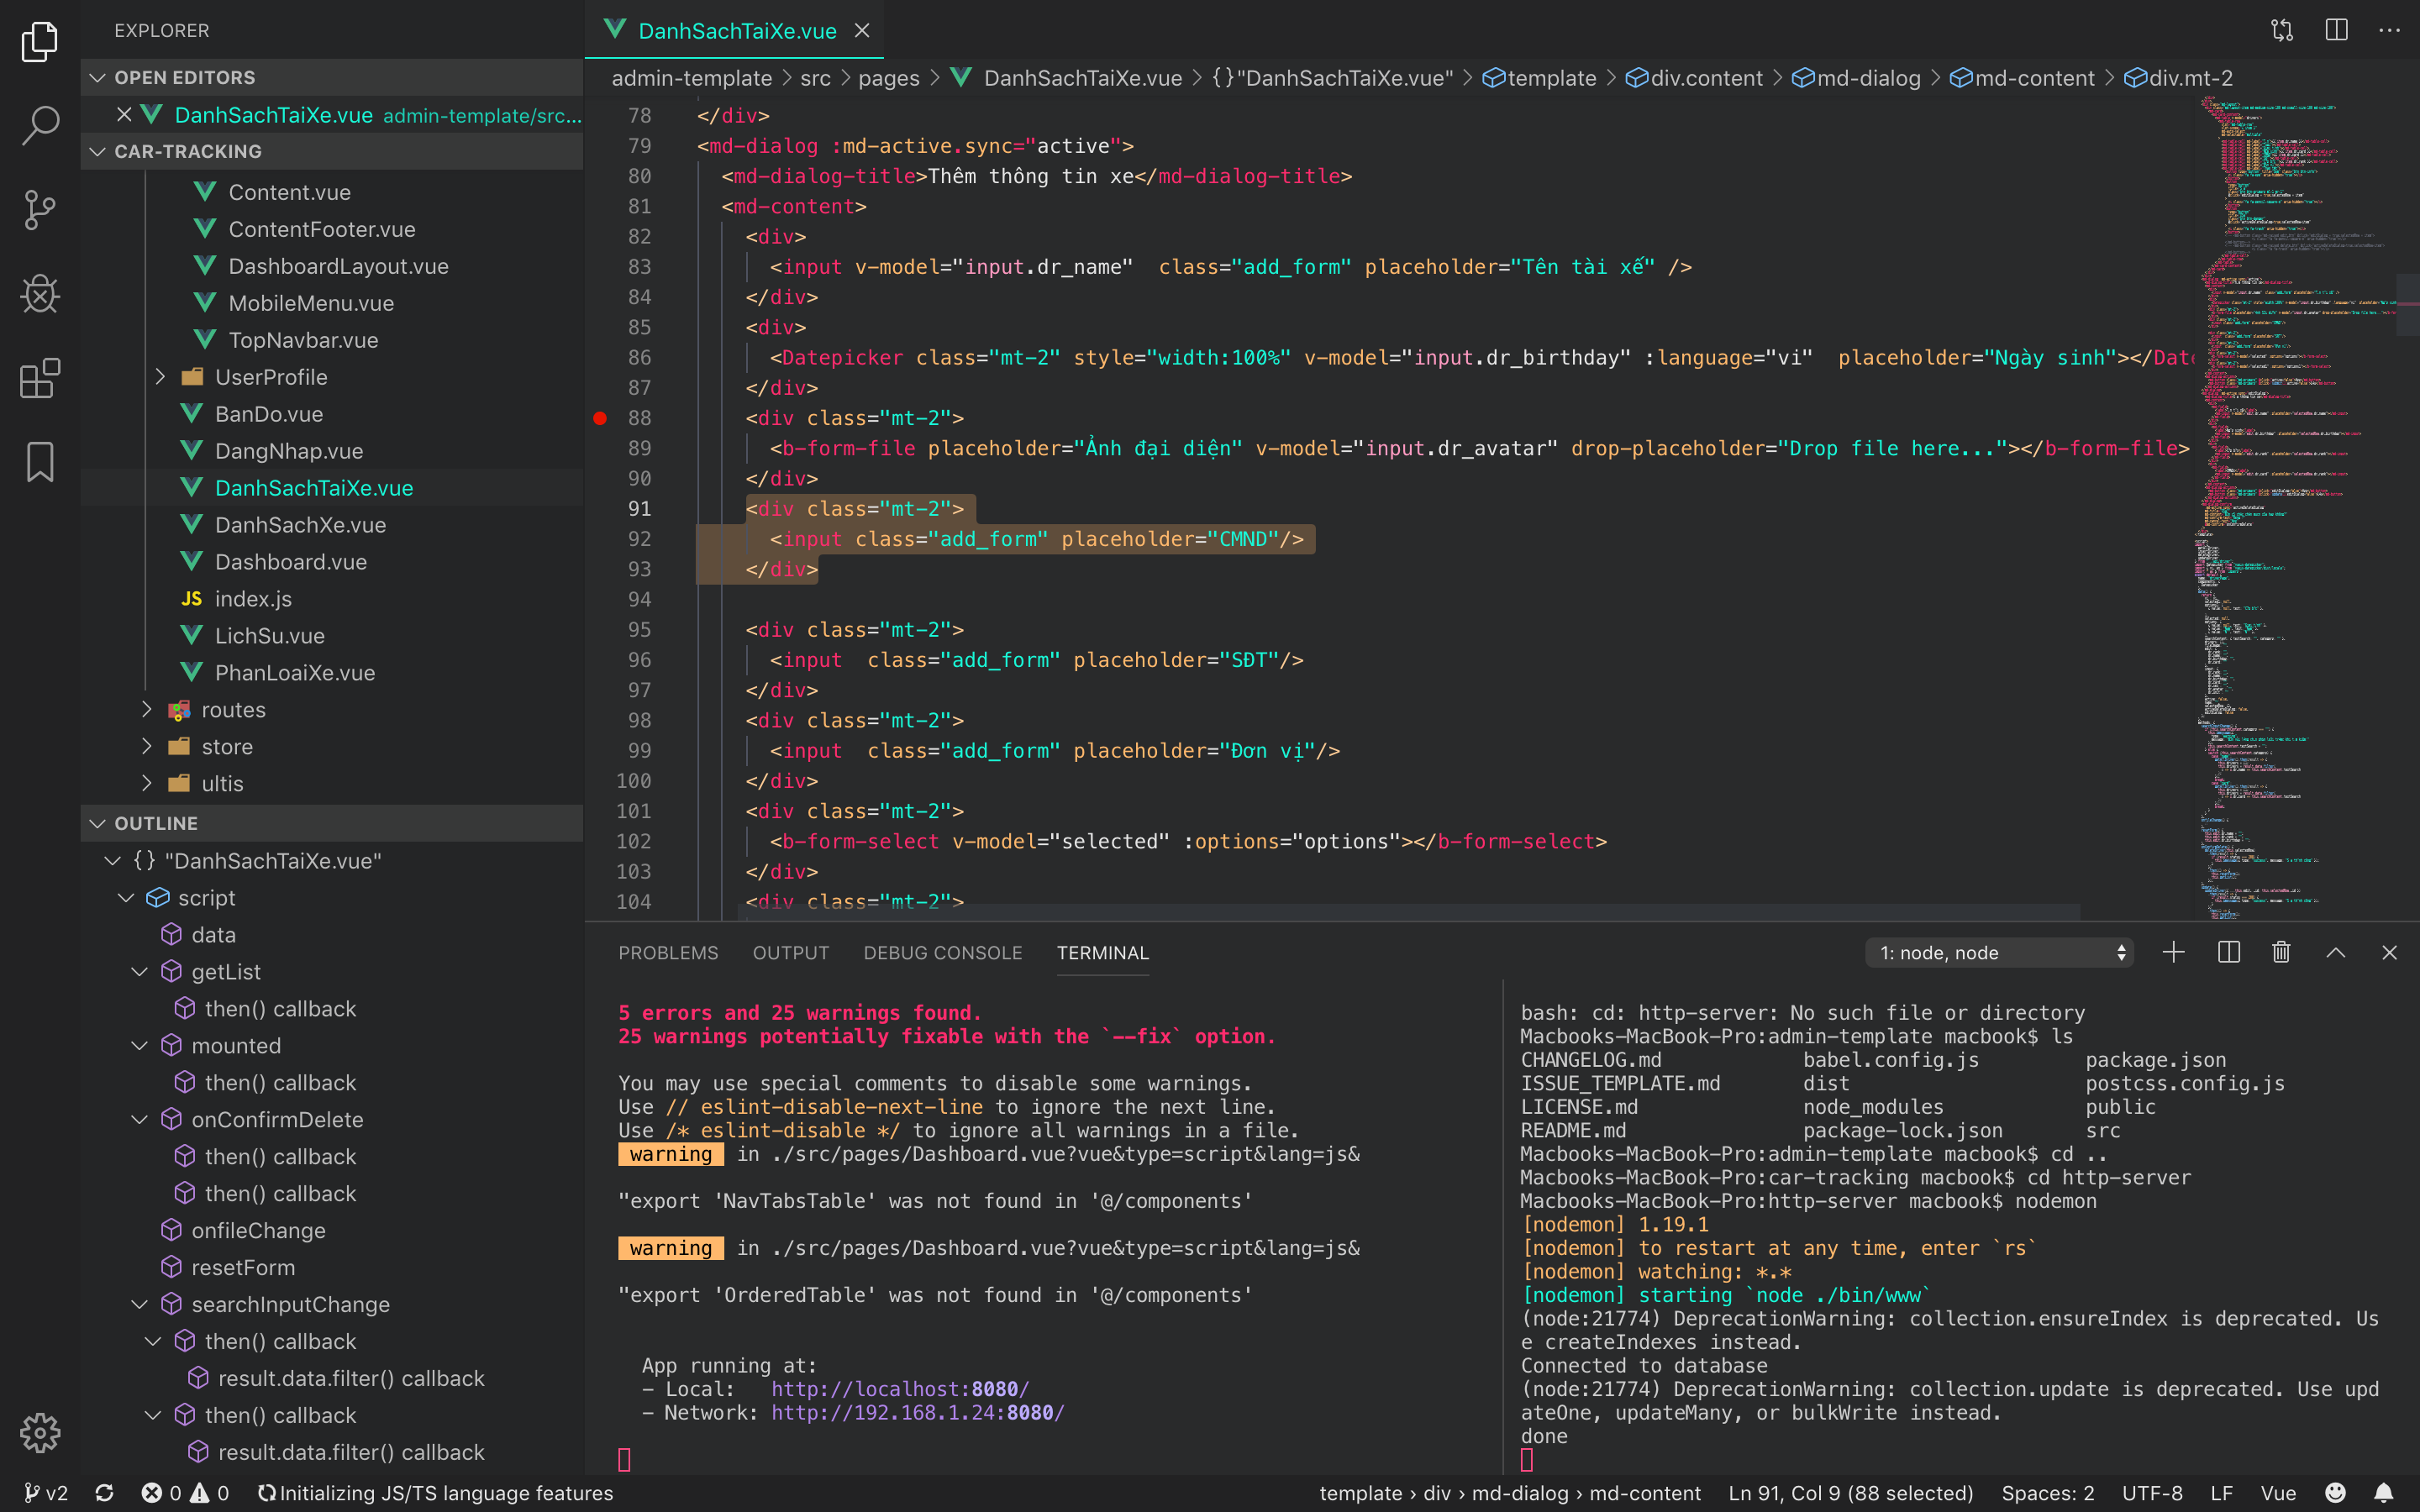 EXPLORER
OPEN EDITORS
DanhSachTaiXe.vue admin-template/src...
CAR-TRACKING
Content.vue
ContentFooter.vue
DashboardLayout.vue
MobileMenu.vue
TopNavbar.vue
UserProfile
BanDo.vue
DangNhap.vue
DanhSachTaiXe.vue
DanhSachXe.vue
Dashboard.vue
JS index.js
LichSu.vue
PhanLoaiXe.vue
routes
store
ultis
OUTLINE
{} "DanhSachTaiXe.vue"
script
data
getList
then() callback
mounted
then() callback
onConfirmDelete
then() callback
then() callback
onfileChange
resetForm
searchInputChange
then() callback
result.data.filter() callback
then() callback
result.data.filter() callback
DanhSachTaiXe.vue
admin-template > src > pages > DanhSachTaiXe.vue > {}"DanhSachTaiXe.vue" > template > div.content > md-dialog > md-content > div.mt-2
78 </div>
79 <md-dialog :md-active.sync="active">
80 <md-dialog-title>Thêm thông tin xe</md-dialog-title>
81 <md-content>
82 <div>
83 <input v-model="input.dr_name"  class="add_form" placeholder="Tên tài xế" />
84 </div>
85 <div>
86 <Datepicker class="mt-2" style="width:100%" v-model="input.dr_birthday" :language="vi"  placeholder="Ngày sinh"></Date
87 </div>
88 <div class="mt-2">
89 <b-form-file placeholder="Ảnh đại diện" v-model="input.dr_avatar" drop-placeholder="Drop file here..."></b-form-file>
90 </div>
91 <div class="mt-2">
92 <input class="add_form" placeholder="CMND"/>
93 </div>
94
95 <div class="mt-2">
96 <input  class="add_form" placeholder="SĐT"/>
97 </div>
98 <div class="mt-2">
99 <input  class="add_form" placeholder="Đơn vị"/>
100 </div>
101 <div class="mt-2">
102 <b-form-select v-model="selected" :options="options"></b-form-select>
103 </div>
104 <div class="mt-2">
PROBLEMS OUTPUT DEBUG CONSOLE TERMINAL 1: node, node
5 errors and 25 warnings found.
25 warnings potentially fixable with the `--fix` option.
You may use special comments to disable some warnings.
Use // eslint-disable-next-line to ignore the next line.
Use /* eslint-disable */ to ignore all warnings in a file.
warning in ./src/pages/Dashboard.vue?vue&type=script&lang=js&
"export 'NavTabsTable' was not found in '@/components'
warning in ./src/pages/Dashboard.vue?vue&type=script&lang=js&
"export 'OrderedTable' was not found in '@/components'
App running at:
- Local: http://localhost:8080/
- Network: http://192.168.1.24:8080/
bash: cd: http-server: No such file or directory
Macbooks-MacBook-Pro:admin-template macbook$ ls
CHANGELOG.md babel.config.js package.json
ISSUE_TEMPLATE.md dist postcss.config.js
LICENSE.md node_modules public
README.md package-lock.json src
Macbooks-MacBook-Pro:admin-template macbook$ cd ..
Macbooks-MacBook-Pro:car-tracking macbook$ cd http-server
Macbooks-MacBook-Pro:http-server macbook$ nodemon
[nodemon] 1.19.1
[nodemon] to restart at any time, enter `rs`
[nodemon] watching: *.*
[nodemon] starting `node ./bin/www`
(node:21774) DeprecationWarning: collection.ensureIndex is deprecated. Us
e createIndexes instead.
Connected to database
(node:21774) DeprecationWarning: collection.update is deprecated. Use upd
ateOne, updateMany, or bulkWrite instead.
done
v2 0 0 Initializing JS/TS language features template › div › md-dialog › md-content Ln 91, Col 9 (88 selected) Spaces: 2 UTF-8 LF Vue